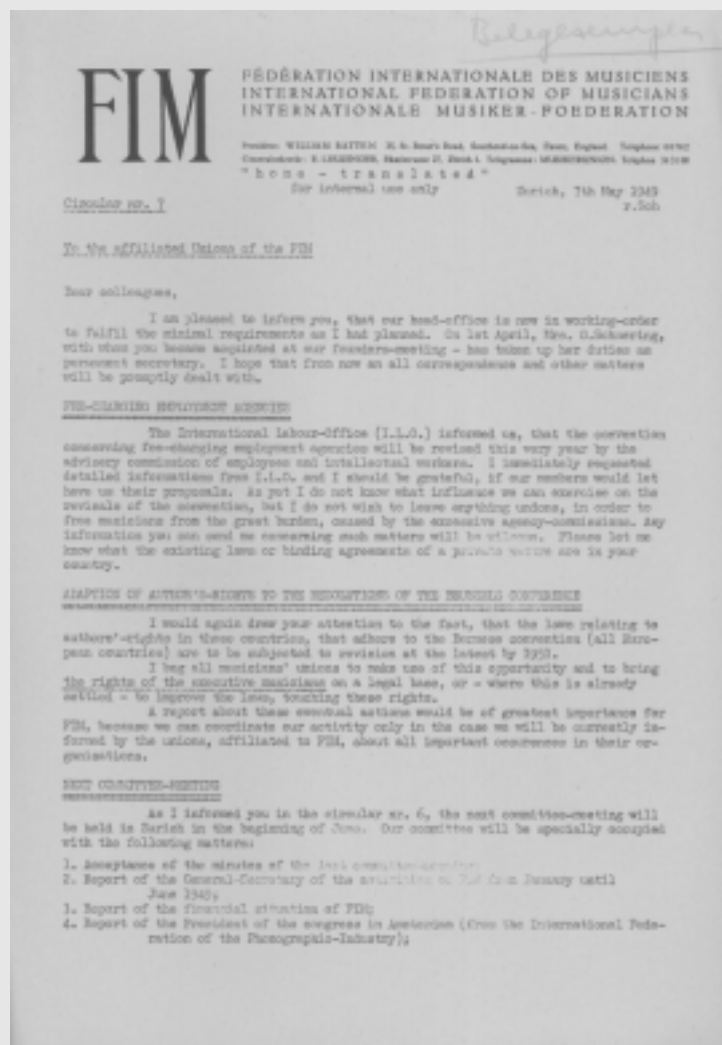 Belegexemplar
FIM
FÉDÉRATION INTERNATIONALE DES MUSICIENS
INTERNATIONAL FEDERATION OF MUSICIANS
INTERNATIONALE MUSIKER-FOEDERATION
President: WILLIAM BATTEN Road, Essex, England. Telephone
Zürich Telegramme: Telephon
"home - translated"
for internal use only
Zurich, 7th May 1949
Circular nr. 7
r.Sch
To the affiliated Unions of the FIM
Dear colleagues,
I am pleased to inform you, that our head-office is now in working-order
to fulfil the minimal requirements as I had planned. On 1st April, Mrs.
with whom you became acquinted at our founders-meeting - has taken up her duties as
permanent secretary. I hope that from now on all correspondence and other matters
will be promptly dealt with.
FEE-CHARGING EMPLOYMENT AGENCIES
The International Labour-Office (I.L.O.) informed us, that the convention
concerning fee-changing employment agencies will be revised this very year by the
advisory commission of employees and intellectual workers. I immediately requested
detailed informations from I.L.O. and I should be grateful, if our members would let
have us their proposals. As yet I do not know what influence we can exercise on the
revisals of the convention, but I do not wish to leave anything undone, in order to
free musicians from the great burden, caused by the excessive agency-commissions. Any
information you can send me concerning such matters will be wilcome. Please let me
know what the existing laws or binding agreements of a private nature are in your
country.
ADAPTION OF AUTHOR'S-RIGHTS TO THE RESOLUTIONS OF THE BRUSSELS CONFERENCE
I would again draw your attention to the fact, that the laws relating to
authors'-rights in these countries, that adhere to the Bernese convention (all Euro-
pean countries) are to be subjected to revision at the latest by 1951.
I beg all musicians' unions to make use of this opportunity and to bring
the rights of the executive musicians on a legal base, or - where this is already
settled - to improve the laws, touching these rights.
A report about these eventual actions would be of greatest importance for
FIM, because we can coordinate our activity only in the case we will be currently in-
formed by the unions, affiliated to FIM, about all important occurences in their or-
ganisations.
NEXT COMMITTEE-MEETING
As I informed you in the circular nr. 6, the next committee-meeting will
be held in Zurich in the beginning of June. Our committee will be specially occupied
with the following matters:
1. Acceptance of the minutes of the last committee-meeting;
2. Report of the General-Secretary of the activities of FIM from January until
June 1949;
3. Report of the financial situation of FIM;
4. Report of the President of the congress in Amsterdam (from the International Fede-
ration of the Phonographic-Industry);